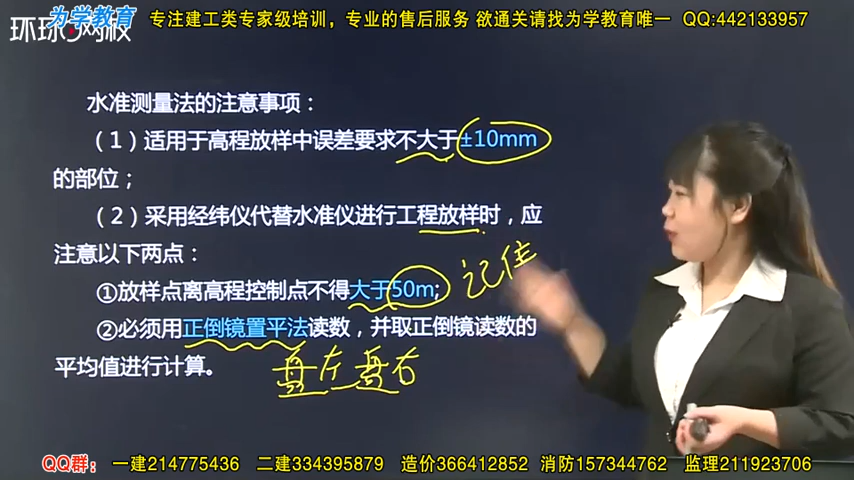 为学教育 专注建工类专家级培训，专业的售后服务 欲通关请找为学教育唯一 QQ:442133957
环球网校
水准测量法的注意事项：
（1）适用于高程放样中误差要求不大于±10mm
的部位；
（2）采用经纬仪代替水准仪进行工程放样时，应
注意以下两点：
①放样点离高程控制点不得大于50m;
记住
②必须用正倒镜置平法读数，并取正倒镜读数的
平均值进行计算。
盘左盘右
QQ群： 一建214775436 二建334395879 造价366412852 消防157344762 监理211923706